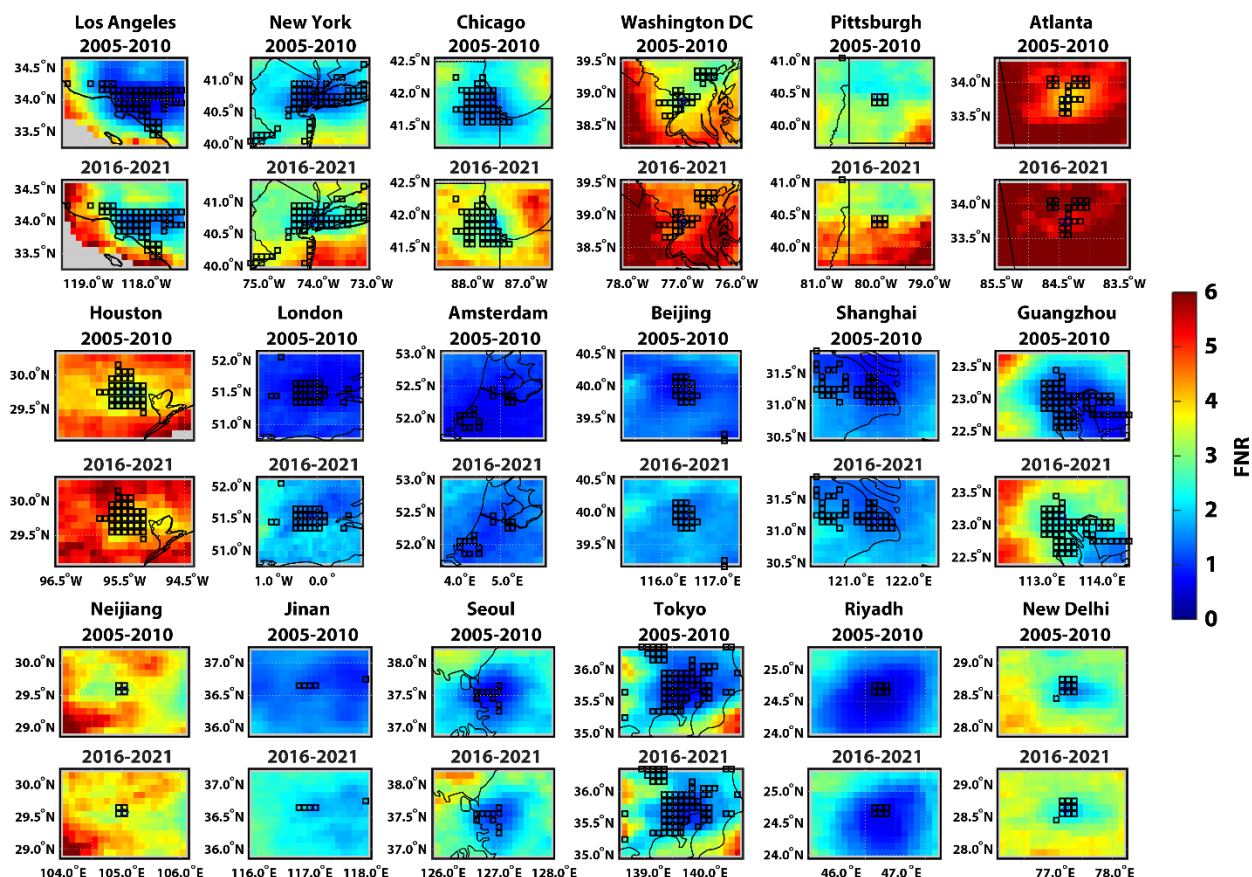 Los Angeles New York Chicago Washington DC Pittsburgh Atlanta
2005-2010 2005-2010 2005-2010 2005-2010 2005-2010 2005-2010
34.5°N 34.0°N 33.5°N
41.0°N 40.5°N 40.0°N
42.5°N 42.0°N 41.5°N
39.5°N 39.0°N 38.5°N
41.0°N 40.5°N 40.0°N
34.0°N 33.5°N
2016-2021 2016-2021 2016-2021 2016-2021 2016-2021 2016-2021
34.5°N 34.0°N 33.5°N
41.0°N 40.5°N 40.0°N
42.5°N 42.0°N 41.5°N
39.5°N 39.0°N 38.5°N
41.0°N 40.5°N 40.0°N
34.0°N 33.5°N
119.0°W 118.0°W 75.0°W 74.0°W 73.0°W 88.0°W 87.0°W 78.0°W 77.0°W 76.0°W 81.0°W 80.0°W 79.0°W 85.5°W 84.5°W 83.5°W
Houston London Amsterdam Beijing Shanghai Guangzhou
2005-2010 2005-2010 2005-2010 2005-2010 2005-2010 2005-2010
30.0°N 29.5°N
52.0°N 51.5°N 51.0°N
53.0°N 52.5°N 52.0°N
40.5°N 40.0°N 39.5°N
31.5°N 31.0°N 30.5°N
23.5°N 23.0°N 22.5°N
2016-2021 2016-2021 2016-2021 2016-2021 2016-2021 2016-2021
30.0°N 29.5°N
52.0°N 51.5°N 51.0°N
53.0°N 52.5°N 52.0°N
40.5°N 40.0°N 39.5°N
31.5°N 31.0°N 30.5°N
23.5°N 23.0°N 22.5°N
96.5°W 95.5°W 94.5°W 1.0°W 0.0°E 4.0°E 5.0°E 116.0°E 117.0°E 121.0°E 122.0°E 113.0°E 114.0°E
Neijiang Jinan Seoul Tokyo Riyadh New Delhi
2005-2010 2005-2010 2005-2010 2005-2010 2005-2010 2005-2010
30.0°N 29.5°N 29.0°N
37.0°N 36.5°N 36.0°N
38.0°N 37.5°N 37.0°N
36.0°N 35.5°N 35.0°N
25.0°N 24.5°N 24.0°N
29.0°N 28.5°N 28.0°N
2016-2021 2016-2021 2016-2021 2016-2021 2016-2021 2016-2021
30.0°N 29.5°N 29.0°N
37.0°N 36.5°N 36.0°N
38.0°N 37.5°N 37.0°N
36.0°N 35.5°N 35.0°N
25.0°N 24.5°N 24.0°N
29.0°N 28.5°N 28.0°N
104.0°E 105.0°E 106.0°E 116.0°E 117.0°E 118.0°E 126.0°E 127.0°E 128.0°E 139.0°E 140.0°E 46.0°E 47.0°E 77.0°E 78.0°E
6
5
4
3
2
1
0
FNR